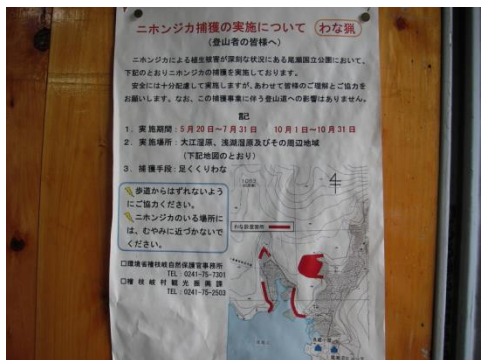 ニホンジカ捕獲の実施について わな猟
(登山者の皆様へ)
ニホンジカによる植生被害が深刻な状況にある尾瀬国立公園において、
下記のとおりニホンジカの捕獲を実施しております。
安全には十分配慮して実施しますが、あわせて皆様のご理解とご協力を
お願いします。なお、この捕獲事業に伴う登山道への影響はありません。
記
1. 実施期間:5月20日~7月31日 10月1日~10月31日
2. 実施場所:大江湿原、浅湖湿原及びその周辺地域
(下記地図のとおり)
3. 捕獲手段:足くくりわな
歩道からはずれないよう
にご協力ください。
ニホンジカのいる場所に
は、むやみに近づかないで
ください。
□環境省檜枝岐自然保護官事務所
TEL:0241-75-7301
□檜枝岐村観光企画課
TEL:0241-75-2503
わな設置箇所